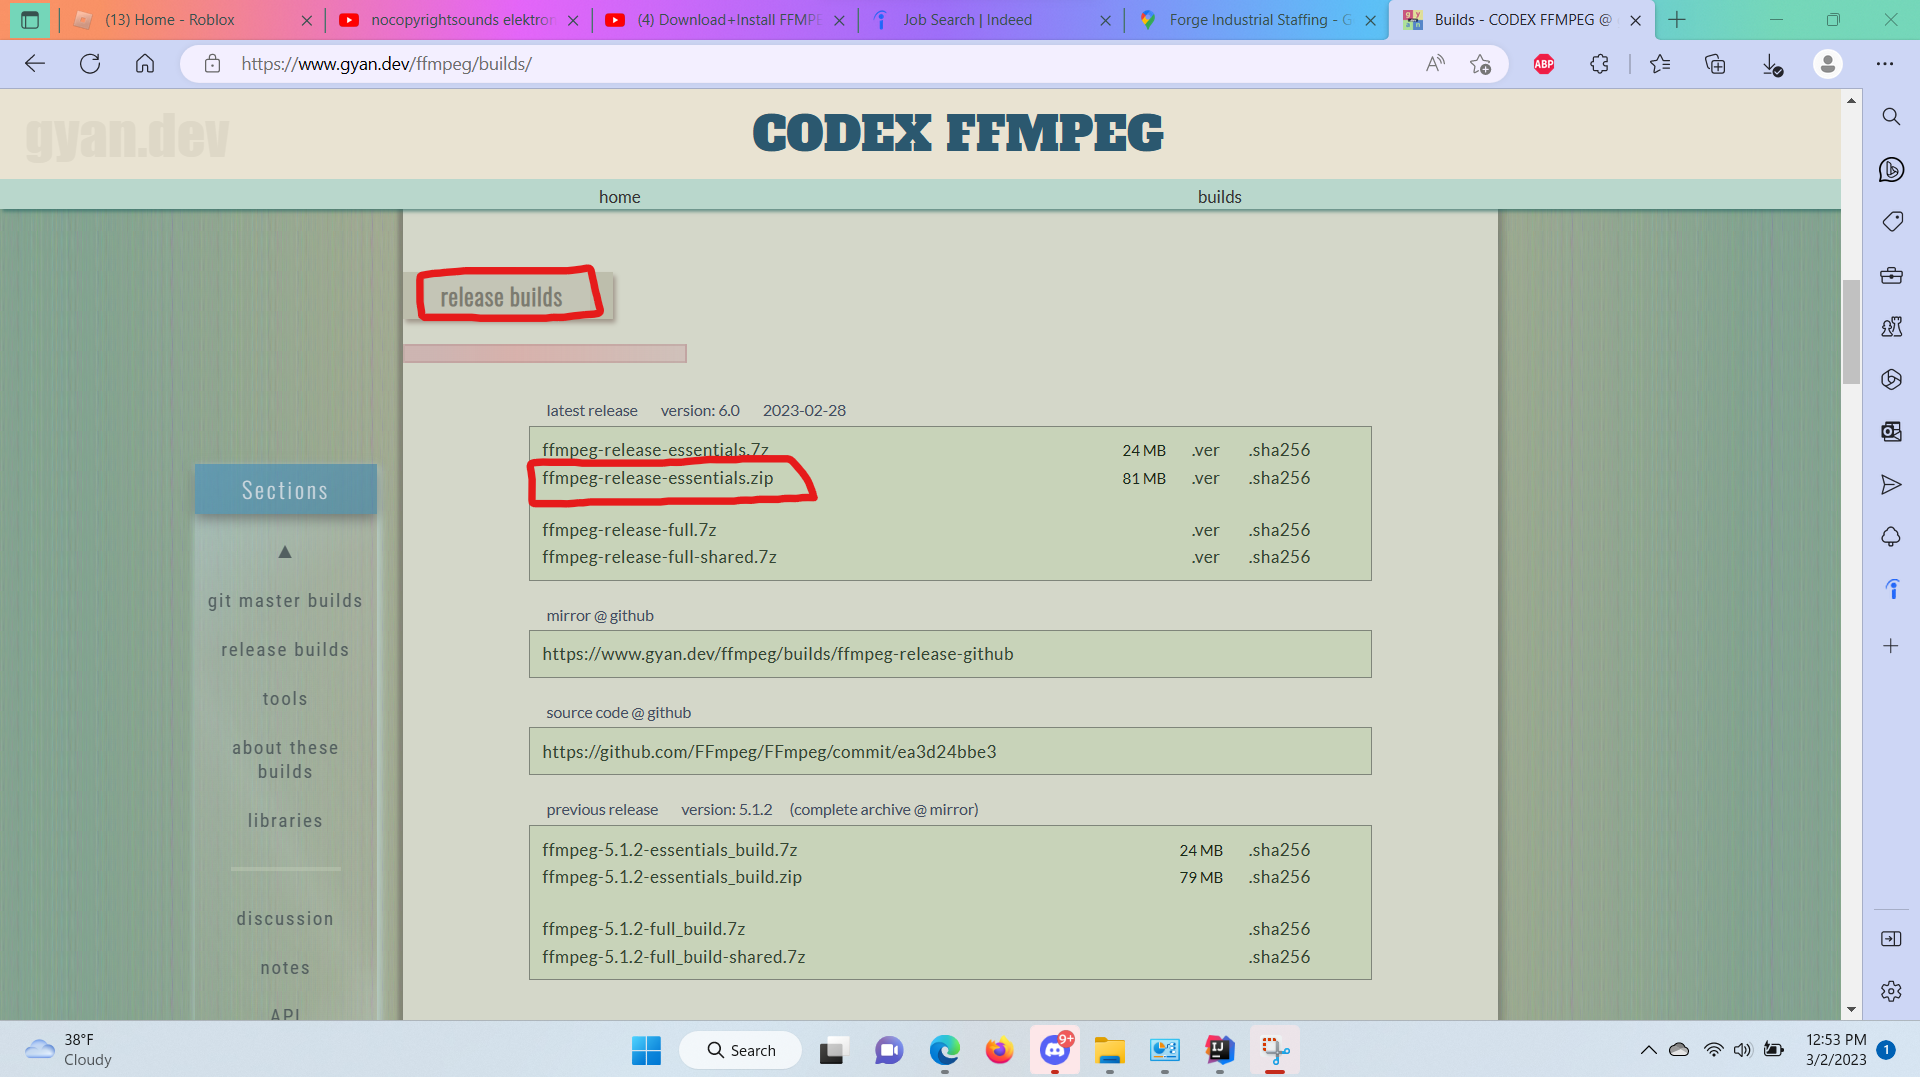 (13) Home - Roblox
nocopyrightsounds elektron
(4) Download+Install FFMPE
Job Search | Indeed
Forge Industrial Staffing - G
Builds - CODEX FFMPEG @
https://www.gyan.dev/ffmpeg/builds/
ABP
gyan.dev
CODEX FFMPEG
home builds
release builds
latest release version: 6.0 2023-02-28
ffmpeg-release-essentials.7z 24 MB .ver .sha256
ffmpeg-release-essentials.zip 81 MB .ver .sha256
ffmpeg-release-full.7z .ver .sha256
ffmpeg-release-full-shared.7z .ver .sha256
mirror @ github
https://www.gyan.dev/ffmpeg/builds/ffmpeg-release-github
source code @ github
https://github.com/FFmpeg/FFmpeg/commit/ea3d24bbe3
previous release version: 5.1.2 (complete archive @ mirror)
ffmpeg-5.1.2-essentials_build.7z 24 MB .sha256
ffmpeg-5.1.2-essentials_build.zip 79 MB .sha256
ffmpeg-5.1.2-full_build.7z .sha256
ffmpeg-5.1.2-full_build-shared.7z .sha256
Sections
▲
git master builds
release builds
tools
about these
builds
libraries
discussion
notes
API
38°F
Cloudy
Search
9+
12:53 PM
3/2/2023
1